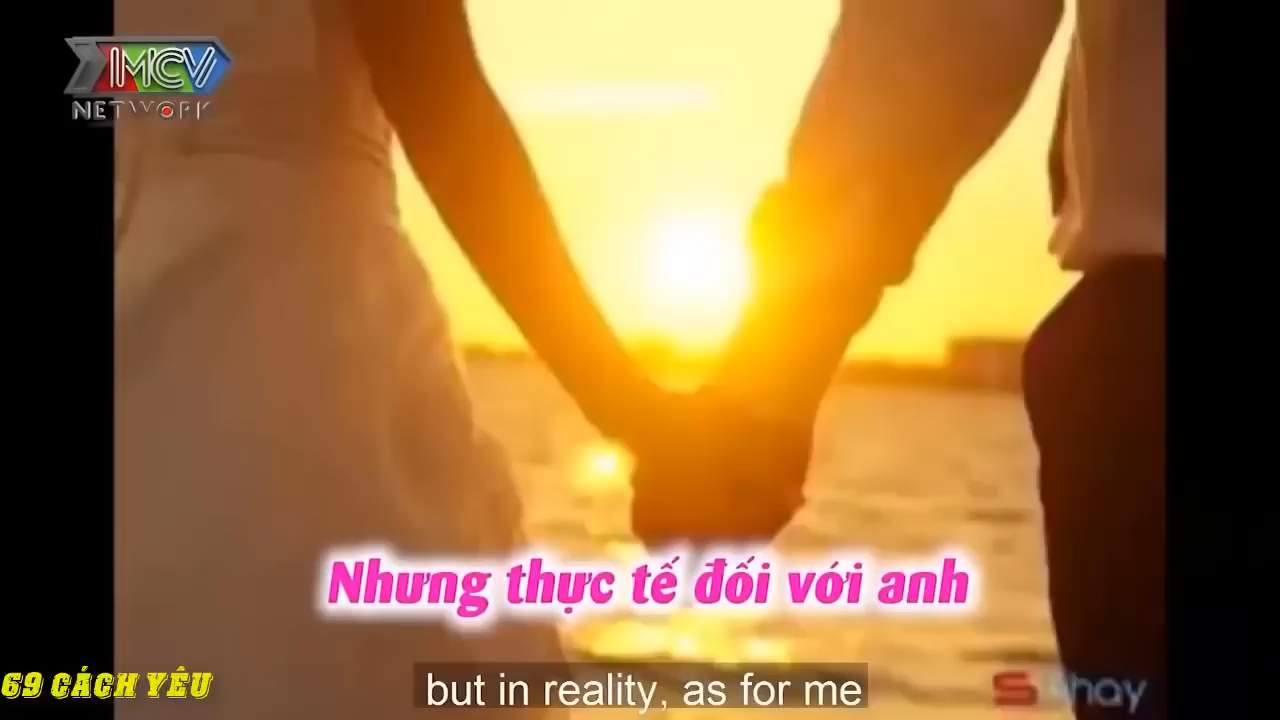 MCV
NETWORK
Nhưng thực tế đối với anh
69 CÁCH YÊU
but in reality, as for me